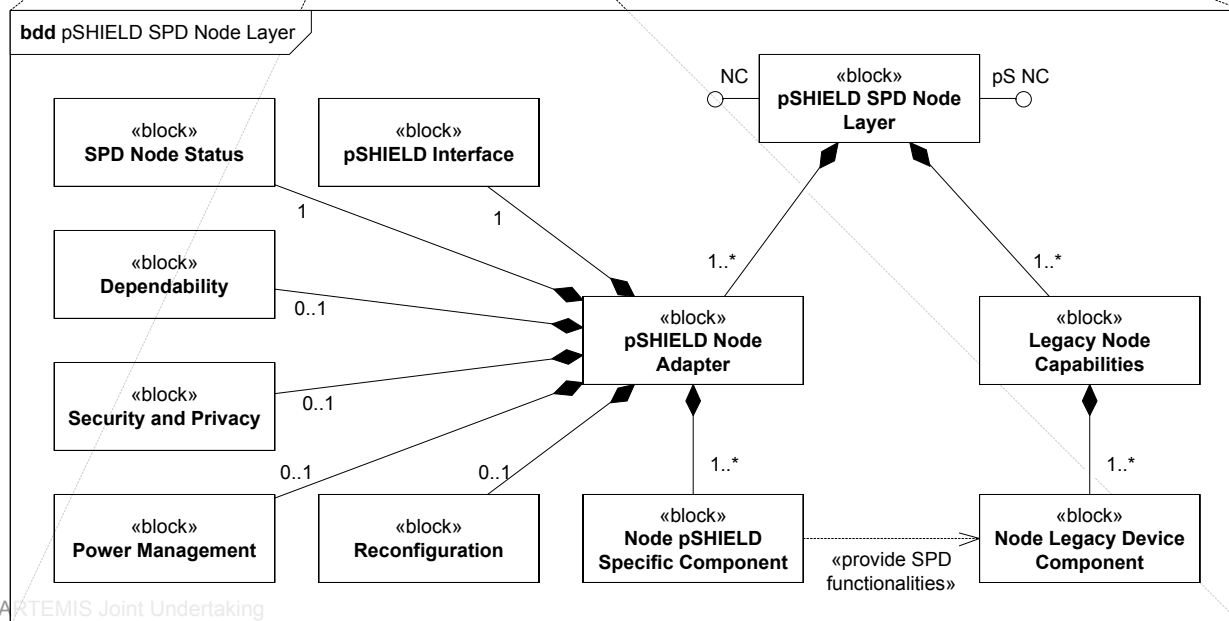 bdd pSHIELD SPD Node Layer
NC
«block»
pSHIELD SPD Node
Layer
pS NC
«block»
SPD Node Status
«block»
pSHIELD Interface
1
1
«block»
Dependability
0..1
1..*
1..*
«block»
pSHIELD Node
Adapter
«block»
Legacy Node
Capabilities
«block»
Security and Privacy
0..1
0..1
0..1
1..*
1..*
«block»
Power Management
«block»
Reconfiguration
«block»
Node pSHIELD
Specific Component
«provide SPD
functionalities»
«block»
Node Legacy Device
Component
ARTEMIS Joint Undertaking